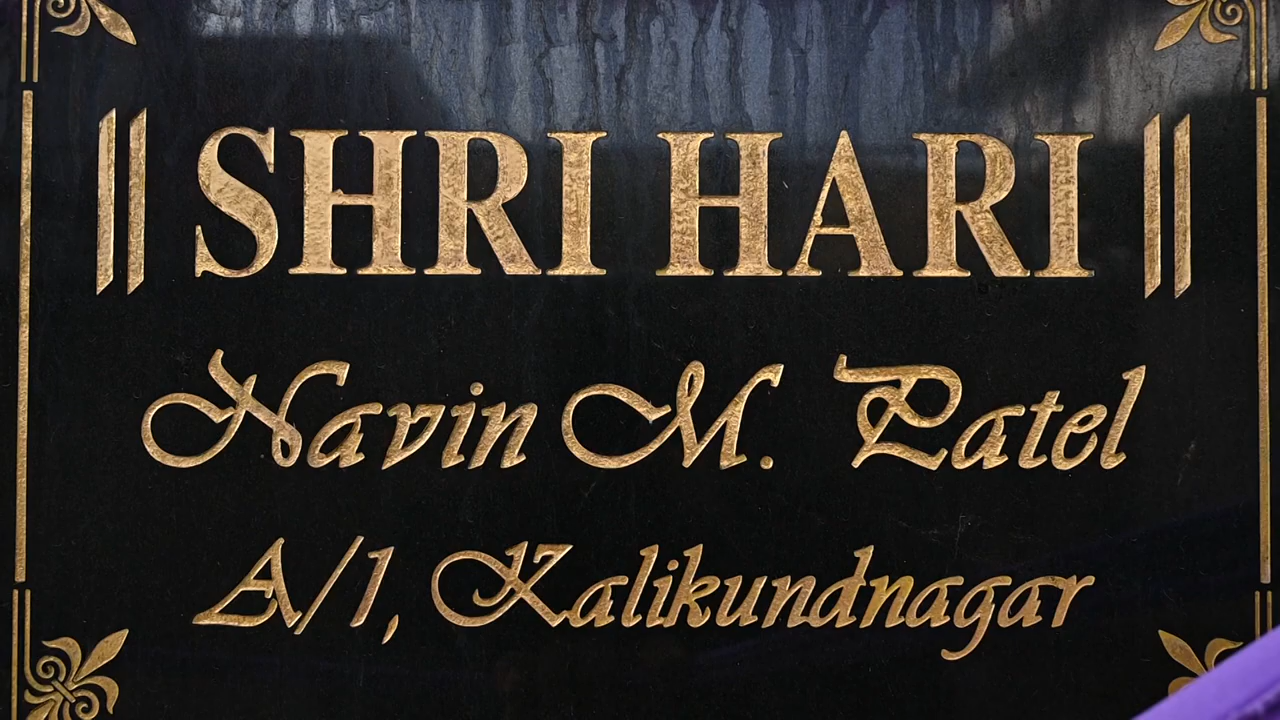 || SHRI HARI ||
Navin M. Patel
A/1, Kalikundnagar